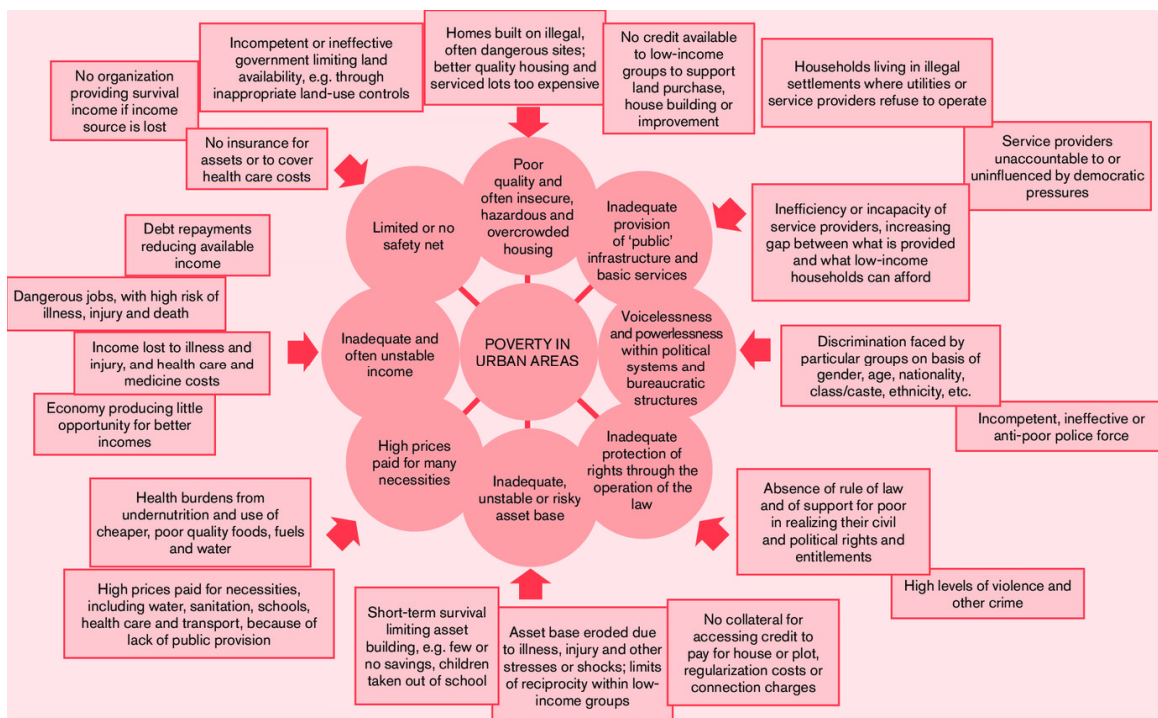 Homes built on illegal,
often dangerous sites;
better quality housing and
serviced lots too expensive
No credit available
to low-income
groups to support
land purchase,
house building or
improvement
Incompetent or ineffective
government limiting land
availability, e.g. through
inappropriate land-use controls
Households living in illegal
settlements where utilities or
service providers refuse to operate
No organization
providing survival
income if income
source is lost
No insurance for
assets or to cover
health care costs
Service providers
unaccountable to or
uninfluenced by democratic
pressures
Inefficiency or incapacity of
service providers, increasing
gap between what is provided
and what low-income
households can afford
Poor
quality and
often insecure,
hazardous and
overcrowded
housing
Limited or no
safety net
Inadequate
provision
of ‘public’
infrastructure and
basic services
Debt repayments
reducing available
income
Dangerous jobs, with high risk of
illness, injury and death
Income lost to illness and
injury, and health care and
medicine costs
Economy producing little
opportunity for better
incomes
Inadequate and
often unstable
income
POVERTY IN
URBAN AREAS
Voicelessness
and powerlessness
within political
systems and
bureaucratic
structures
Discrimination faced by
particular groups on basis of
gender, age, nationality,
class/caste, ethnicity, etc.
Incompetent, ineffective or
anti-poor police force
High prices
paid for many
necessities
Inadequate,
unstable or risky
asset base
Inadequate
protection of
rights through the
operation of the
law
Health burdens from
undernutrition and use of
cheaper, poor quality foods, fuels
and water
High prices paid for necessities,
including water, sanitation, schools,
health care and transport, because of
lack of public provision
Absence of rule of law
and of support for poor
in realizing their civil
and political rights and
entitlements
High levels of violence and
other crime
Short-term survival
limiting asset
building, e.g. few or
no savings, children
taken out of school
Asset base eroded due
to illness, injury and other
stresses or shocks; limits
of reciprocity within low-
income groups
No collateral for
accessing credit to
pay for house or plot,
regularization costs or
connection charges